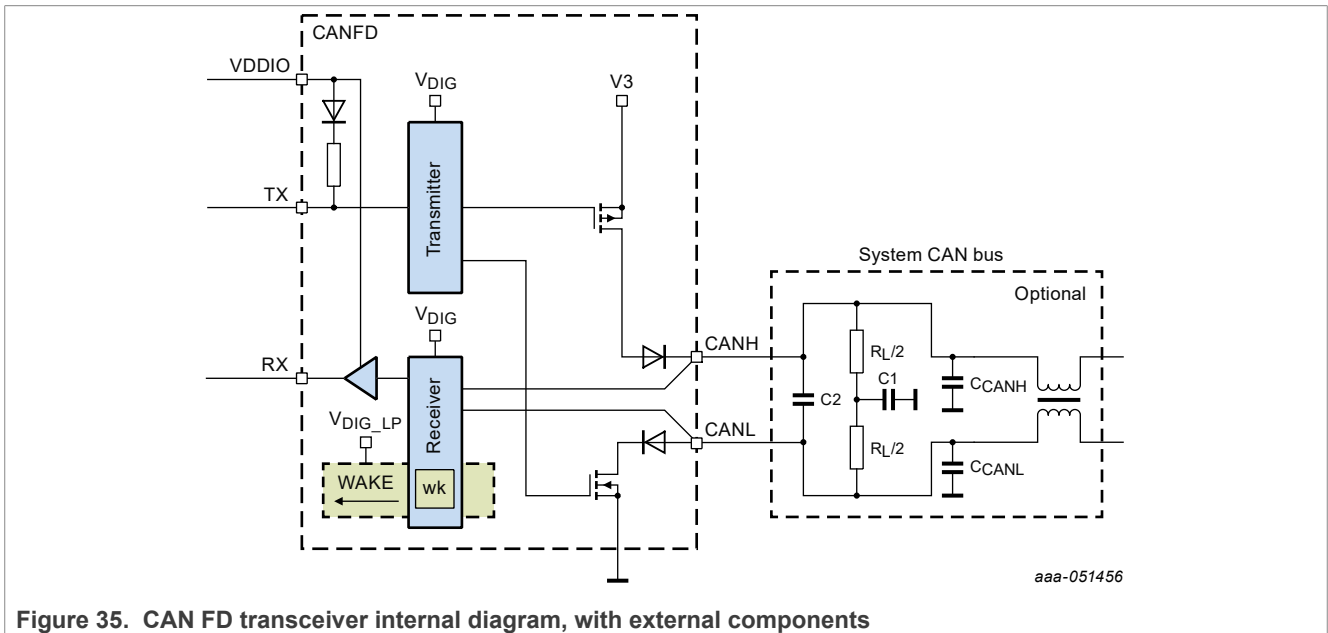 CANFD
VDDIO
VDIG
V3
Transmitter
TX
System CAN bus
Optional
VDIG
CANH
RX
Receiver
RL/2
C1
C2
CCANH
VDIG_LP
CANL
RL/2
CCANL
WAKE
wk
aaa-051456
Figure 35. CAN FD transceiver internal diagram, with external components